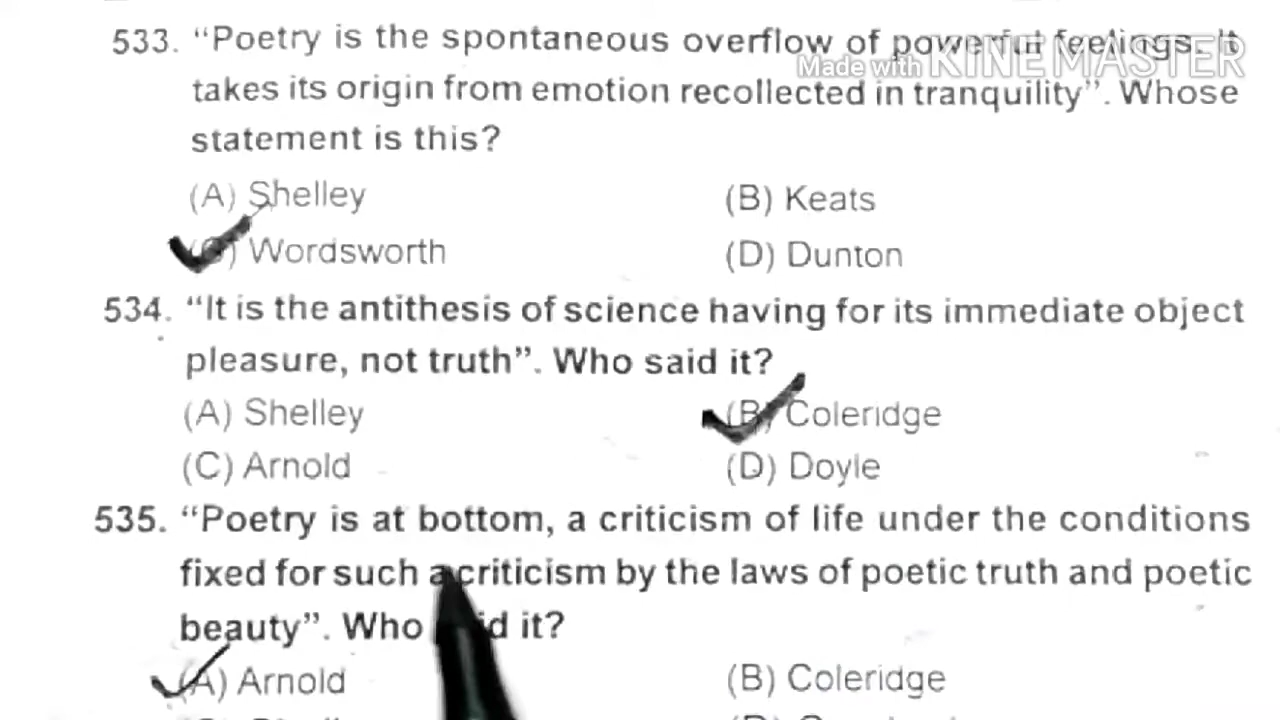 533. “Poetry is the spontaneous overflow of powerful feelings. It
Made with KINEMASTER
takes its origin from emotion recollected in tranquility”. Whose
statement is this?
(A) Shelley (B) Keats
(C) Wordsworth (D) Dunton
534. “It is the antithesis of science having for its immediate object
pleasure, not truth”. Who said it?
(A) Shelley (B) Coleridge
(C) Arnold (D) Doyle
535. “Poetry is at bottom, a criticism of life under the conditions
fixed for such a criticism by the laws of poetic truth and poetic
beauty”. Who said it?
(A) Arnold (B) Coleridge